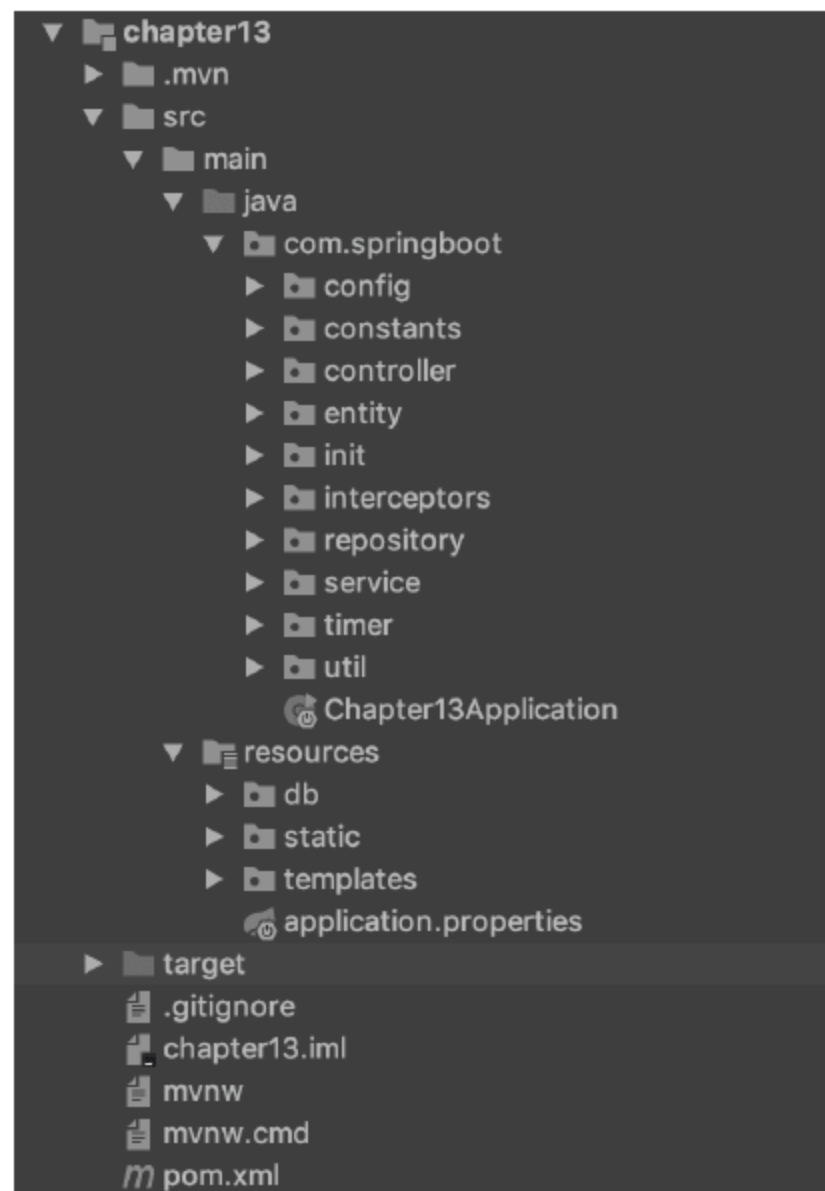 chapter13
.mvn
src
main
java
com.springboot
config
constants
controller
entity
init
interceptors
repository
service
timer
util
Chapter13Application
resources
db
static
templates
application.properties
target
.gitignore
chapter13.iml
mvnw
mvnw.cmd
m pom.xml